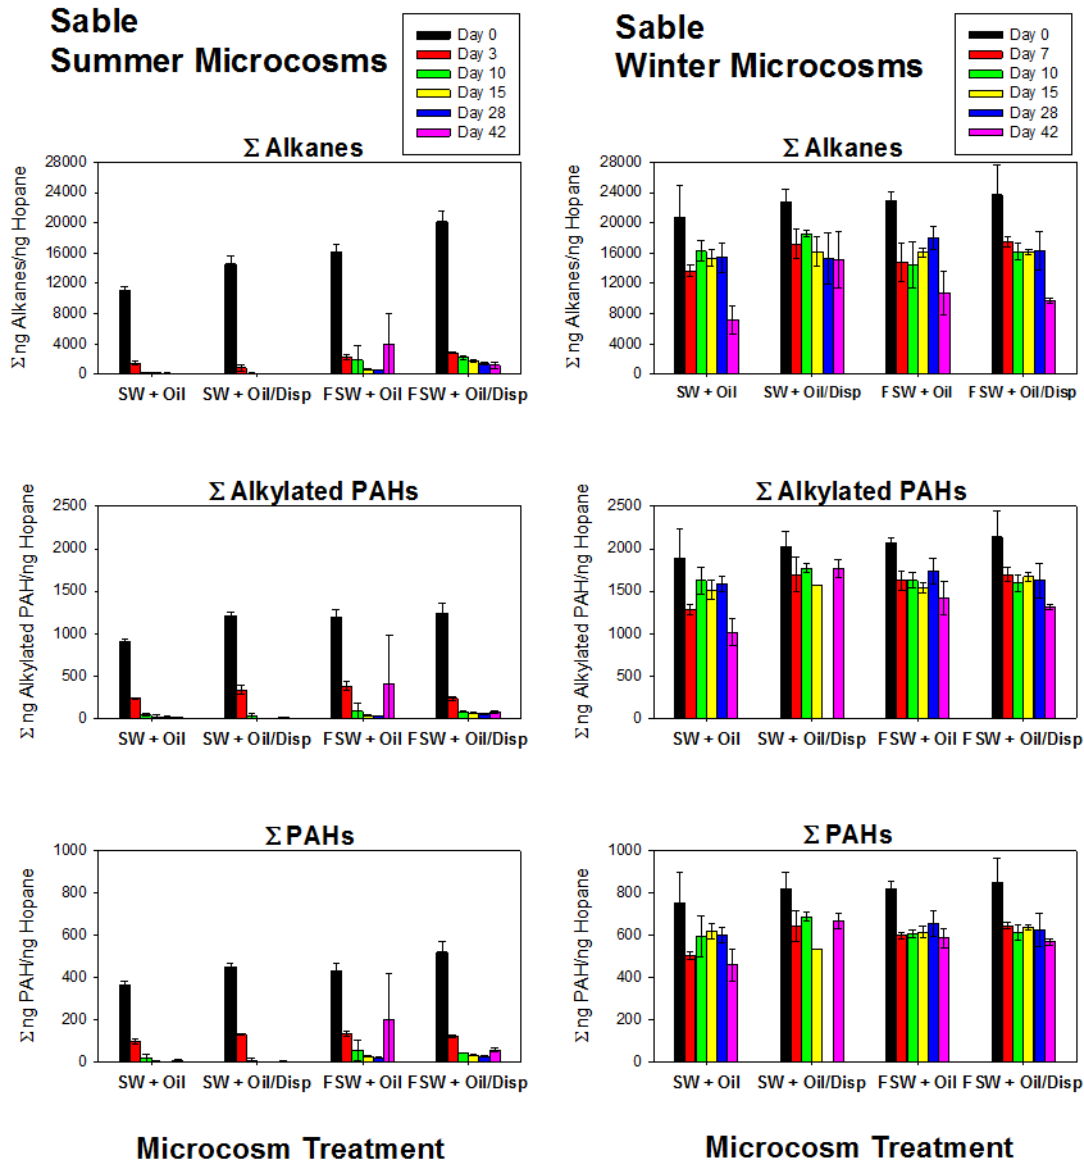 Sable
Summer Microcosms
Day 0
Day 3
Day 10
Day 15
Day 28
Day 42
Σ Alkanes
Σ ng Alkanes/ng Hopane
28000
24000
20000
16000
12000
8000
4000
0
SW + Oil SW + Oil/Disp FSW + Oil FSW + Oil/Disp
Σ Alkylated PAHs
Σ ng Alkylated PAH/ng Hopane
2500
2000
1500
1000
500
0
SW + Oil SW + Oil/Disp FSW + Oil FSW + Oil/Disp
Σ PAHs
Σ ng PAH/ng Hopane
1000
800
600
400
200
0
SW + Oil SW + Oil/Disp FSW + Oil FSW + Oil/Disp
Microcosm Treatment
Sable
Winter Microcosms
Day 0
Day 7
Day 10
Day 15
Day 28
Day 42
Σ Alkanes
Σ ng Alkanes/ng Hopane
28000
24000
20000
16000
12000
8000
4000
0
SW + Oil SW + Oil/Disp FSW + Oil FSW + Oil/Disp
Σ Alkylated PAHs
Σ ng Alkylated PAH/ng Hopane
2500
2000
1500
1000
500
0
SW + Oil SW + Oil/Disp FSW + Oil FSW + Oil/Disp
Σ PAHs
Σ ng PAH/ng Hopane
1000
800
600
400
200
0
SW + Oil SW + Oil/Disp FSW + Oil FSW + Oil/Disp
Microcosm Treatment